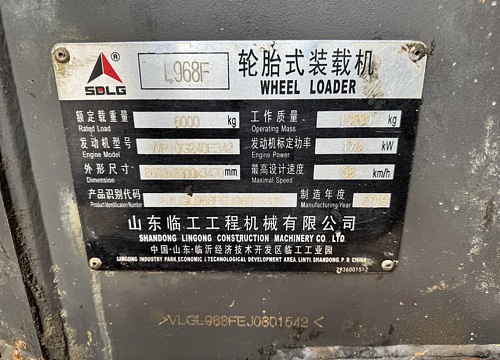 SDLG ® L968F 轮胎式装载机
WHEEL LOADER
额定载重量 6000 kg 工作质量 kg
Rated Load Operating Mass
发动机型号 WP10G240E343 发动机标定功率 178 kW
Engine Model Engine Power
外形尺寸 mm 最高设计速度 38 km/h
Dimension Maximal Speed
产品识别代码 制造年度
Product Identification Number Manufacturing Year
山东临工工程机械有限公司
SHANDONG LINGONG CONSTRUCTION MACHINERY CO., LTD.
中国·山东·临沂经济技术开发区临工工业园
LINGONG INDUSTRY PARK,ECONOMIC & TECHNOLOGICAL DEVELOPMENT AREA LINYI, SHANDONG, P. R. CHINA
2936001512
>VLGL968FEJ0601542<